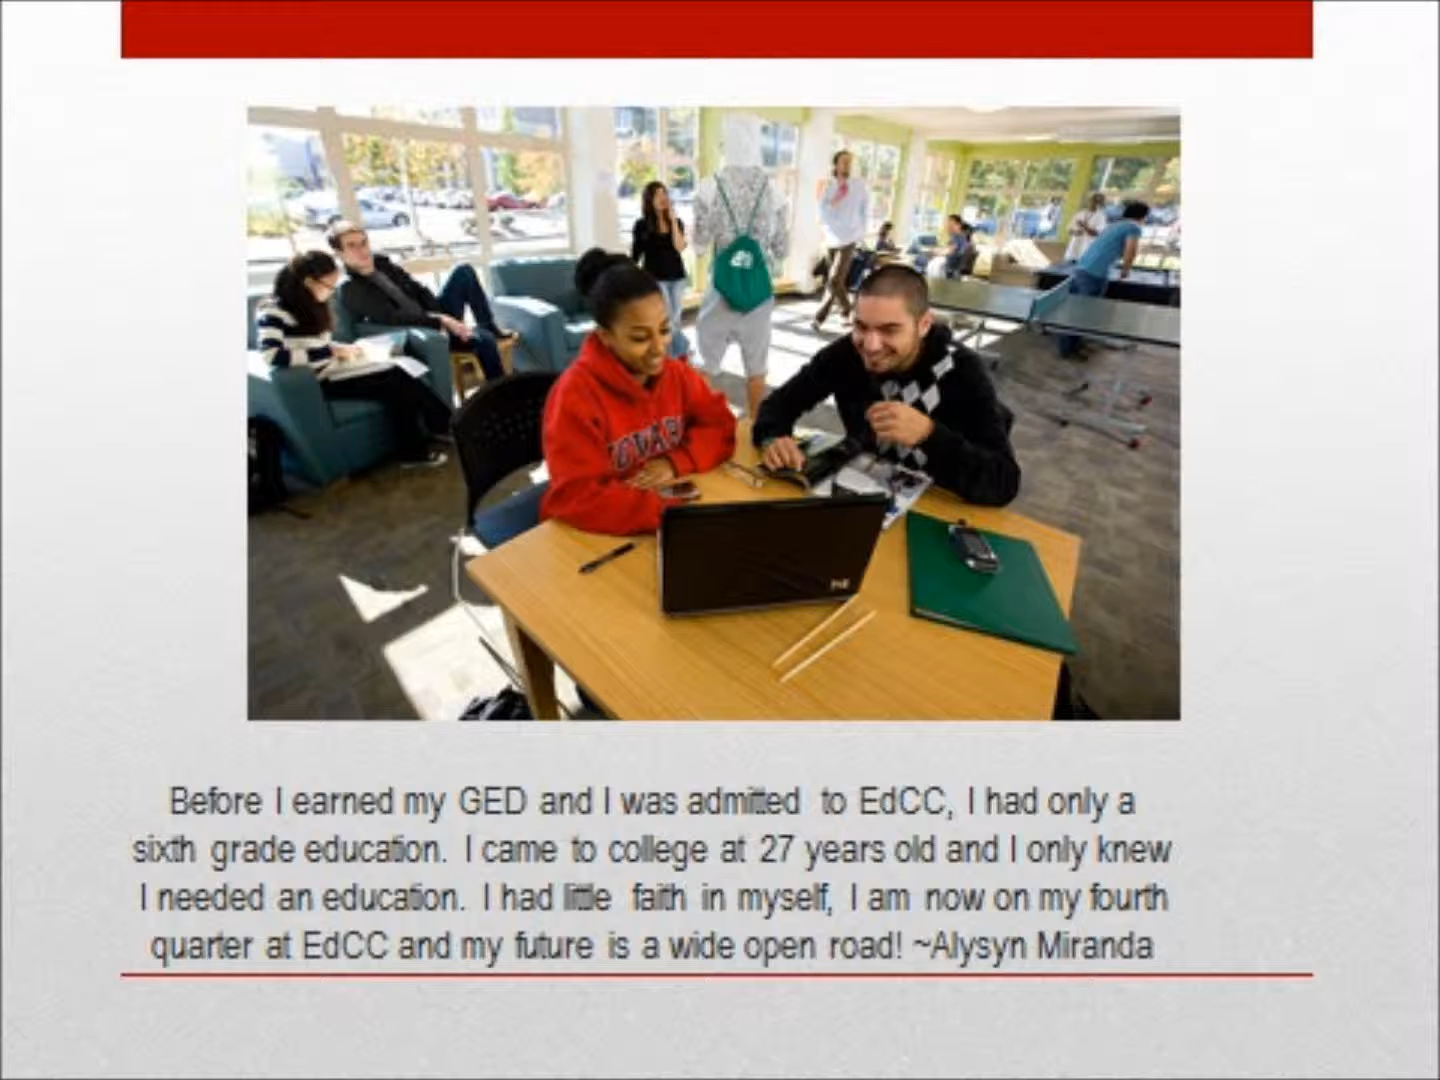 Before I earned my GED and I was admitted to EdCC, I had only a
sixth grade education. I came to college at 27 years old and I only knew
I needed an education. I had little faith in myself, I am now on my fourth
quarter at EdCC and my future is a wide open road! ~Alysyn Miranda